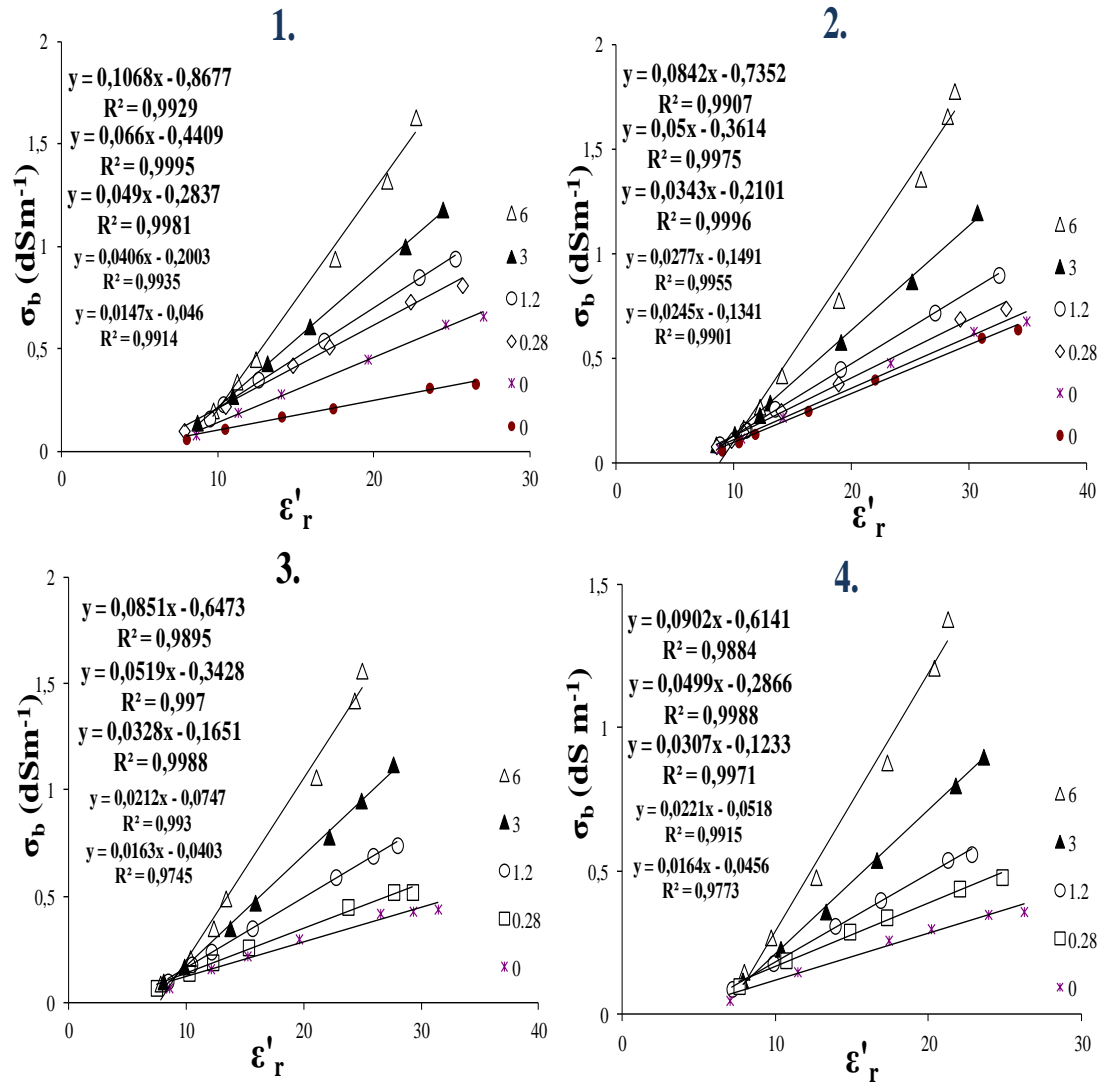 1.
2
1,5
1
0,5
0
0
10
20
30
σb (dSm-1)
ε'r
y = 0,1068x - 0,8677
R² = 0,9929
y = 0,066x - 0,4409
R² = 0,9995
y = 0,049x - 0,2837
R² = 0,9981
y = 0,0406x - 0,2003
R² = 0,9935
y = 0,0147x - 0,046
R² = 0,9914
6
3
1.2
0.28
0
0
2.
2
1,5
1
0,5
0
0
10
20
30
40
σb (dSm-1)
ε'r
y = 0,0842x - 0,7352
R² = 0,9907
y = 0,05x - 0,3614
R² = 0,9975
y = 0,0343x - 0,2101
R² = 0,9996
y = 0,0277x - 0,1491
R² = 0,9955
y = 0,0245x - 0,1341
R² = 0,9901
6
3
1.2
0.28
0
0
3.
2
1,5
1
0,5
0
0
10
20
30
40
σb (dSm-1)
ε'r
y = 0,0851x - 0,6473
R² = 0,9895
y = 0,0519x - 0,3428
R² = 0,997
y = 0,0328x - 0,1651
R² = 0,9988
y = 0,0212x - 0,0747
R² = 0,993
y = 0,0163x - 0,0403
R² = 0,9745
6
3
1.2
0.28
0
4.
1,5
1
0,5
0
0
10
20
30
σb (dS m-1)
ε'r
y = 0,0902x - 0,6141
R² = 0,9884
y = 0,0499x - 0,2866
R² = 0,9988
y = 0,0307x - 0,1233
R² = 0,9971
y = 0,0221x - 0,0518
R² = 0,9915
y = 0,0164x - 0,0456
R² = 0,9773
6
3
1.2
0.28
0